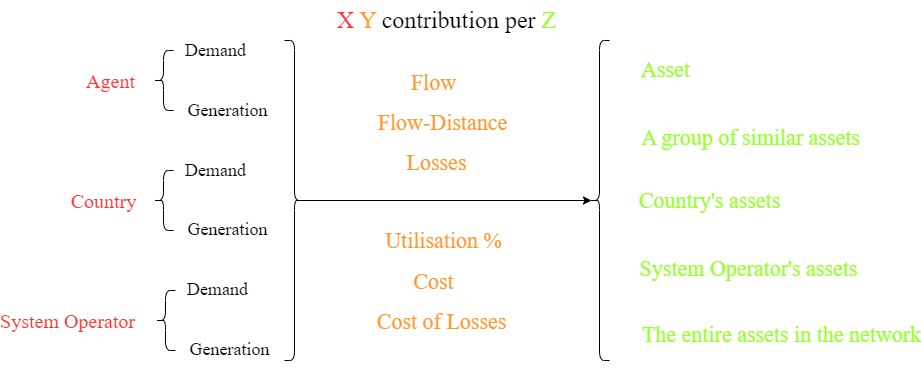 X Y contribution per Z
Agent
Demand
Generation
Country
Demand
Generation
System Operator
Demand
Generation
Flow
Flow-Distance
Losses
Utilisation %
Cost
Cost of Losses
Asset
A group of similar assets
Country's assets
System Operator's assets
The entire assets in the network